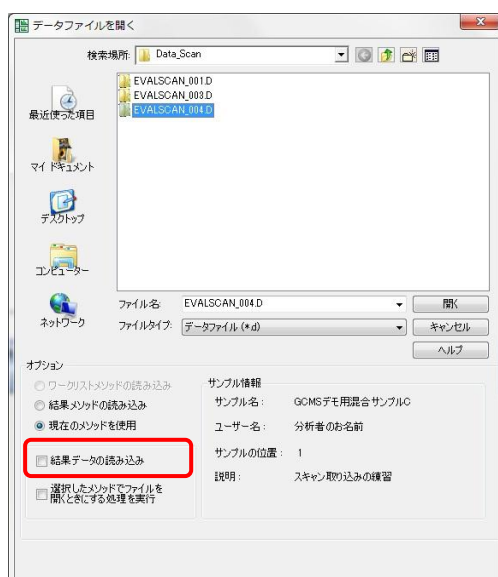 データファイルを開く
検索場所: Data_Scan
EVALSCAN_001.D
EVALSCAN_003.D
EVALSCAN_004.D
最近使った項目
マイ ドキュメント
デスクトップ
コンピューター
ネットワーク
ファイル名: EVALSCAN_004.D 開く
ファイルタイプ: データファイル (*.d) キャンセル
ヘルプ
オプション
ワークリストメソッドの読み込み
結果メソッドの読み込み
現在のメソッドを使用
結果データの読み込み
選択したメソッドでファイルを
開くときにする処理を実行
サンプル情報
サンプル名: GCMSデモ用混合サンプルC
ユーザー名: 分析者のお名前
サンプルの位置: 1
説明: スキャン取り込みの練習